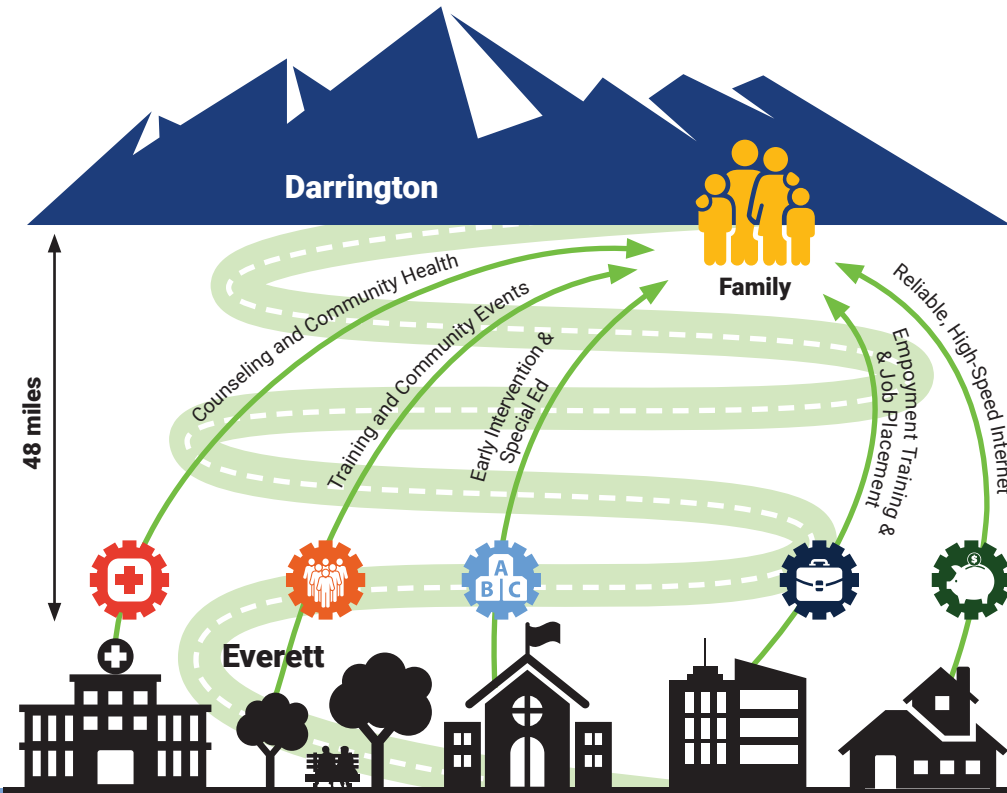 Darrington
Family
48 miles
Counseling and Community Health
Training and Community Events
Early Intervention &
Special Ed
Empoyment Training &
& Job Placement
Reliable, High-Speed Internet
$
A
B C
Everett